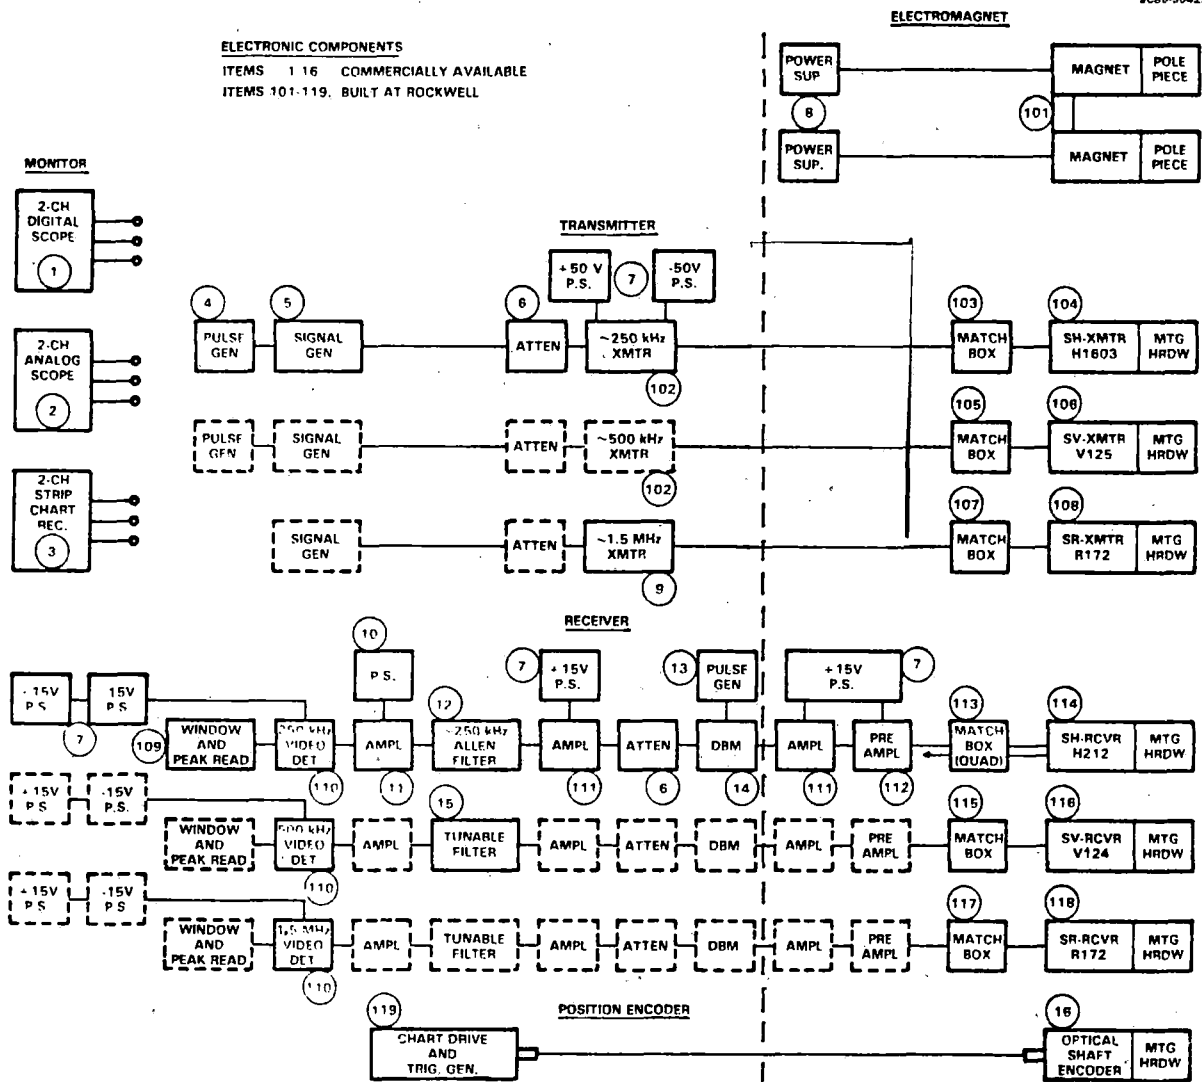 ELECTROMAGNET
ELECTRONIC COMPONENTS
ITEMS 1 16 COMMERCIALLY AVAILABLE
ITEMS 101-119. BUILT AT ROCKWELL
POWER SUP
8
POWER SUP.
101
MAGNET
POLE PIECE
MAGNET
POLE PIECE
MONITOR
2-CH DIGITAL SCOPE
1
2-CH ANALOG SCOPE
2
2-CH STRIP CHART REC.
3
TRANSMITTER
+50 V P.S.
7
-50V P.S.
4
5
6
103
104
PULSE GEN
SIGNAL GEN
ATTEN
~250 kHz XMTR
MATCH BOX
SH-XMTR H1603
MTG HRDW
102
105
106
PULSE GEN
SIGNAL GEN
ATTEN
~500 kHz XMTR
MATCH BOX
SV-XMTR V125
MTG HRDW
102
107
108
SIGNAL GEN
ATTEN
~1.5 MHz XMTR
MATCH BOX
SR-XMTR R172
MTG HRDW
9
RECEIVER
10
7
13
7
- 15V P.S
15V P.S
P.S.
+ 15V P.S.
PULSE GEN
+ 15V P.S.
7
109
12
113
114
WINDOW AND PEAK READ
250 kHz VIDEO DET
AMPL
~250 kHz ALLEN FILTER
AMPL
ATTEN
DBM
AMPL
PRE AMPL
MATCH BOX (QUAD)
SH-RCVR H212
MTG HRDW
110
11
111
6
14
111
112
+15V P.S
-15V P.S.
15
115
116
WINDOW AND PEAK READ
500 kHz VIDEO DET
AMPL
TUNABLE FILTER
AMPL
ATTEN
DBM
AMPL
PRE AMPL
MATCH BOX
SV-RCVR V124
MTG HRDW
110
+15V P.S
-15V P.S
117
118
WINDOW AND PEAK READ
1.5 MHz VIDEO DET
AMPL
TUNABLE FILTER
AMPL
ATTEN
DBM
AMPL
PRE AMPL
MATCH BOX
SR-RCVR R172
MTG HRDW
110
POSITION ENCODER
119
16
CHART DRIVE AND TRIG. GEN.
OPTICAL SHAFT ENCODER
MTG HRDW